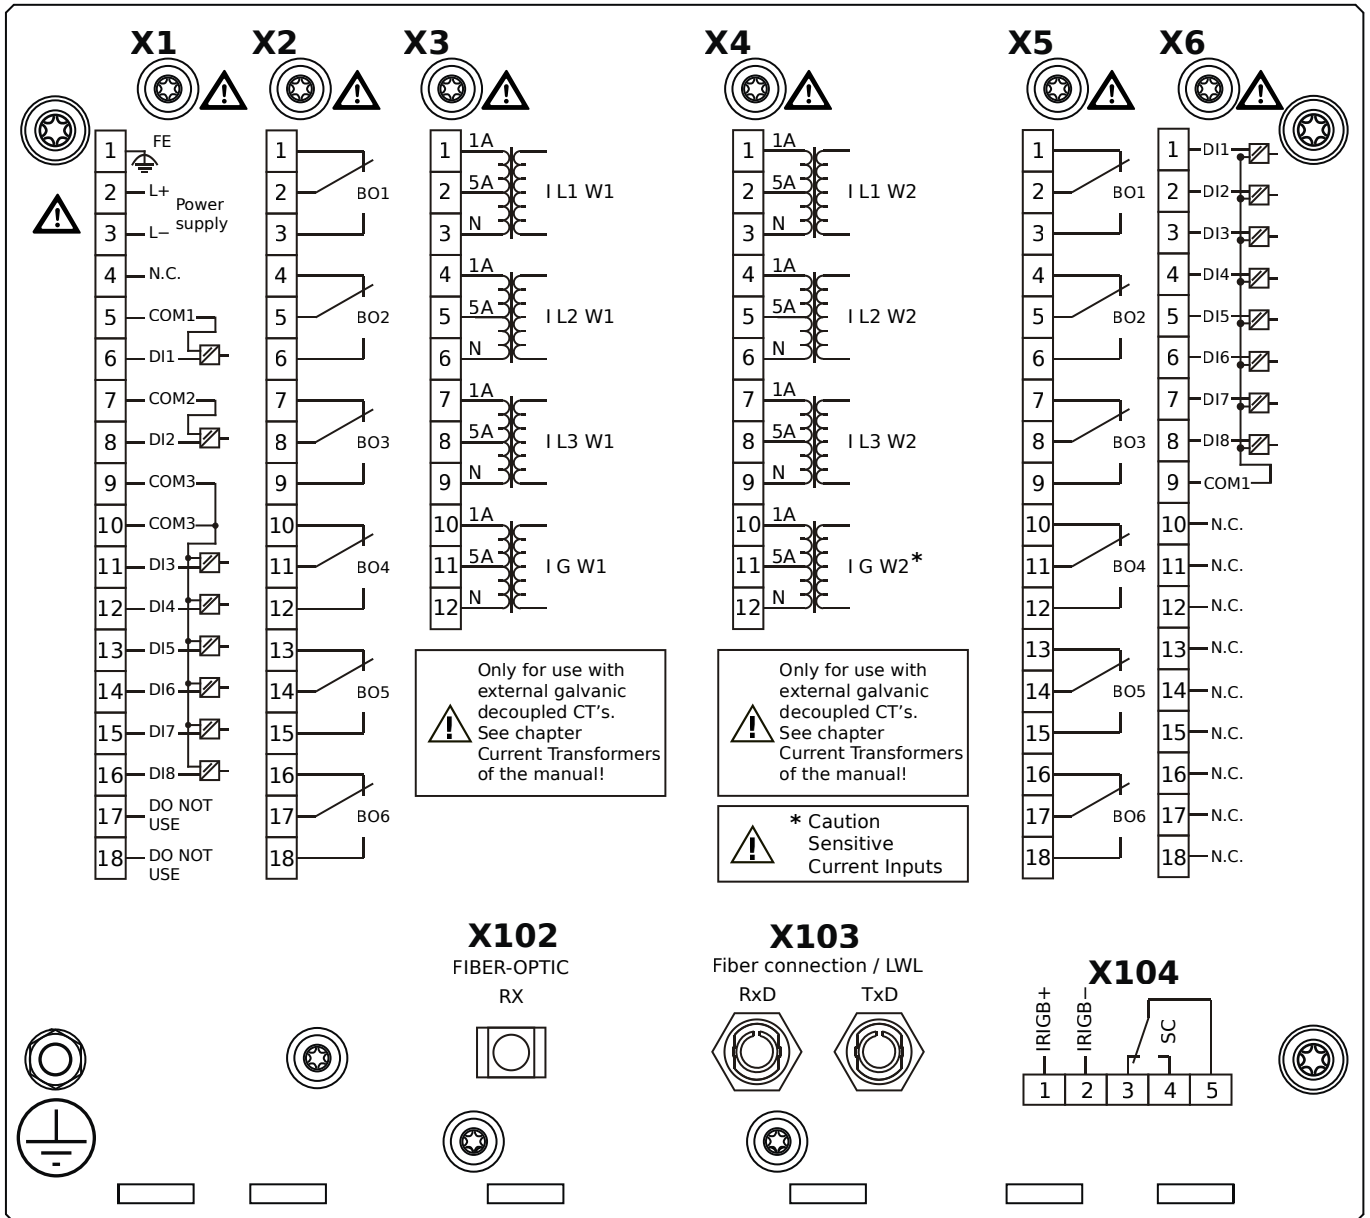 X1 X2 X3 X4 X5 X6
1 FE
2 L+
Power
supply
3 L−
4 N.C.
5 COM1
6 DI1
7 COM2
8 DI2
9 COM3
10 COM3
11 DI3
12 DI4
13 DI5
14 DI6
15 DI7
16 DI8
17 DO NOT
USE
18 DO NOT
USE
1
2 BO1
3
4
5 BO2
6
7
8 BO3
9
10
11 BO4
12
13
14 BO5
15
16
17 BO6
18
1 1A
2 5A I L1 W1
3 N
4 1A
5 5A I L2 W1
6 N
7 1A
8 5A I L3 W1
9 N
10 1A
11 5A I G W1
12 N
Only for use with
external galvanic
decoupled CT's.
See chapter
Current Transformers
of the manual!
1 1A
2 5A I L1 W2
3 N
4 1A
5 5A I L2 W2
6 N
7 1A
8 5A I L3 W2
9 N
10 1A
11 5A I G W2*
12 N
Only for use with
external galvanic
decoupled CT's.
See chapter
Current Transformers
of the manual!
* Caution
Sensitive
Current Inputs
1
2 BO1
3
4
5 BO2
6
7
8 BO3
9
10
11 BO4
12
13
14 BO5
15
16
17 BO6
18
1 DI1
2 DI2
3 DI3
4 DI4
5 DI5
6 DI6
7 DI7
8 DI8
9 COM1
10 N.C.
11 N.C.
12 N.C.
13 N.C.
14 N.C.
15 N.C.
16 N.C.
17 N.C.
18 N.C.
X102
FIBER-OPTIC
RX
X103
Fiber connection / LWL
RxD TxD
X104
IRIGB+
IRIGB−
SC
1 2 3 4 5